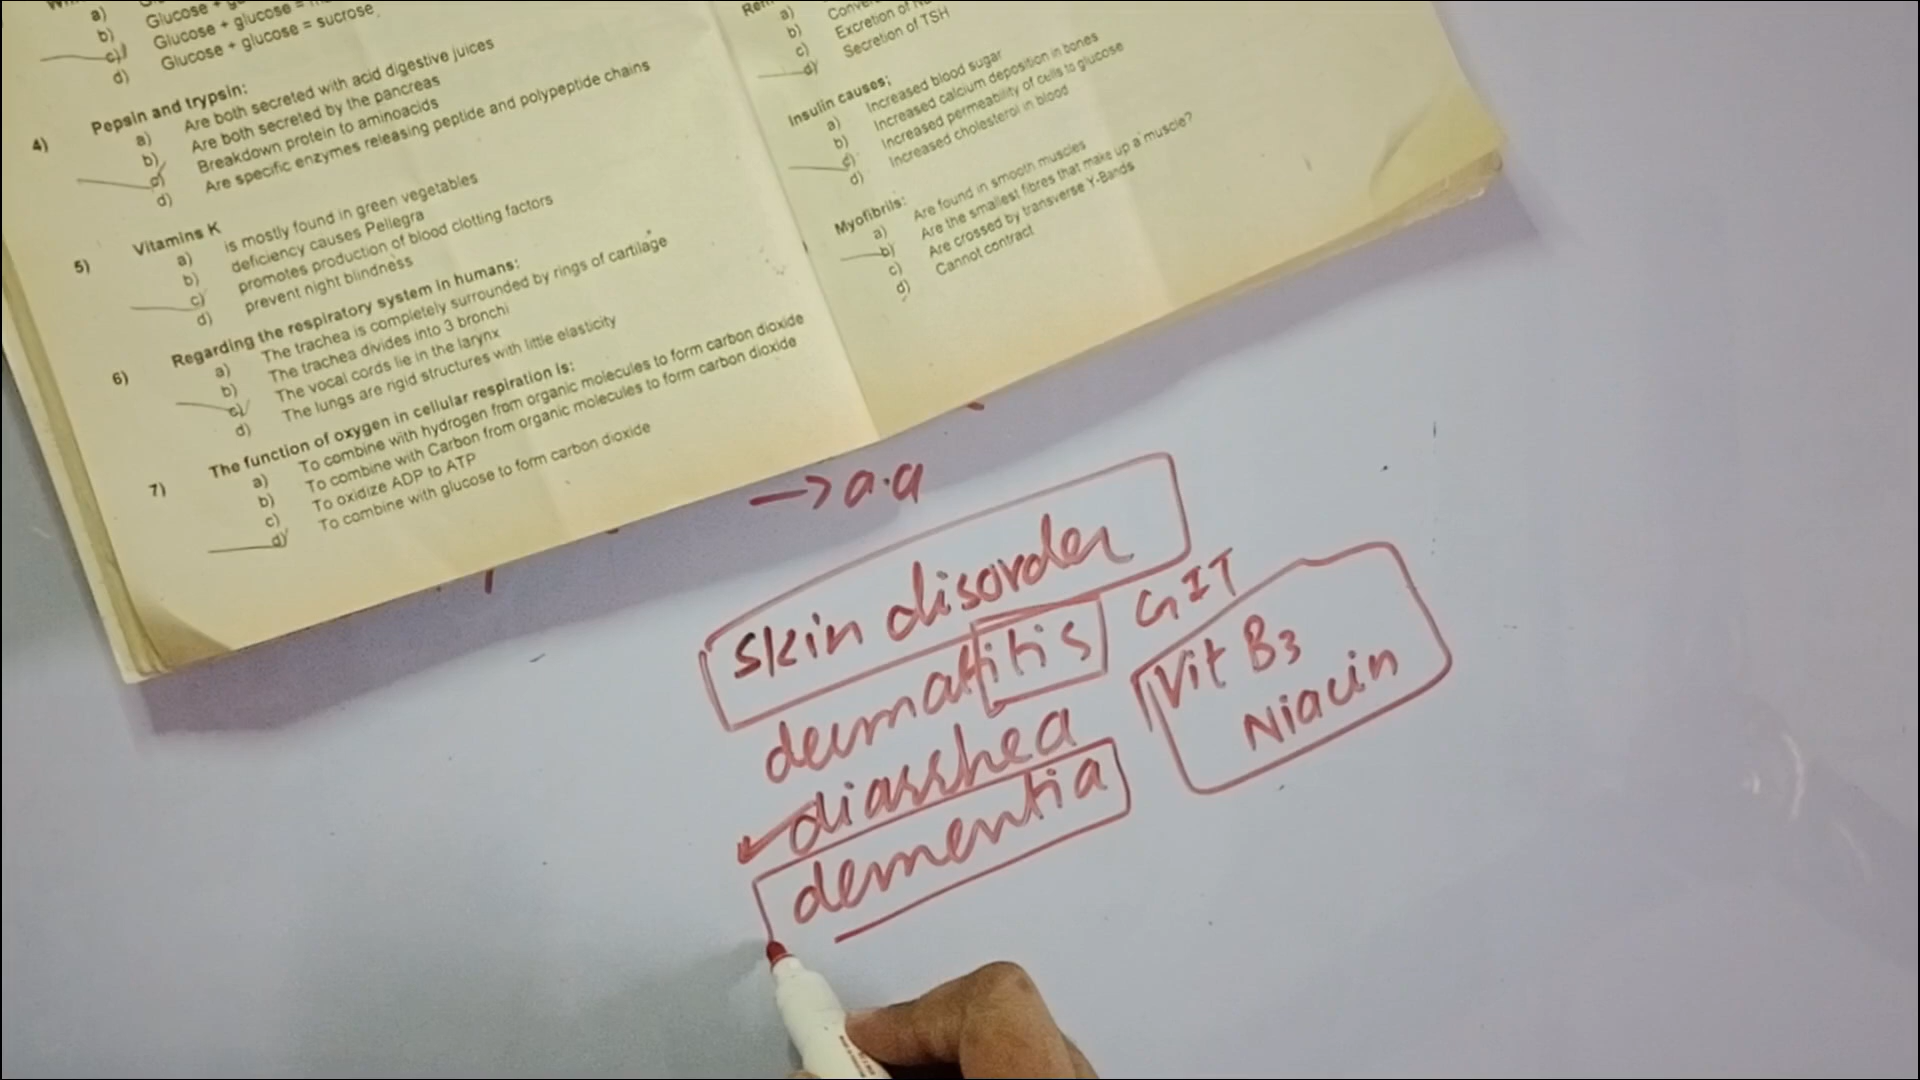 a)
b) Glucose +
c) Glucose + glucose =
d) Glucose + glucose = sucrose
4) Pepsin and trypsin:
a) Are both secreted with acid digestive juices
b) Are both secreted by the pancreas
c) Breakdown protein to aminoacids
d) Are specific enzymes releasing peptide and polypeptide chains
5) Vitamins K
a) is mostly found in green vegetables
b) deficiency causes Pellegra
c) promotes production of blood clotting factors
d) prevent night blindness
6) Regarding the respiratory system in humans:
a) The trachea is completely surrounded by rings of cartilage
b) The trachea divides into 3 bronchi
c) The vocal cords lie in the larynx
d) The lungs are rigid structures with little elasticity
7) The function of oxygen in cellular respiration is:
a) To combine with hydrogen from organic molecules to form carbon dioxide
b) To combine with Carbon from organic molecules to form carbon dioxide
c) To oxidize ADP to ATP
d) To combine with glucose to form carbon dioxide
a)
b)
c) Excretion of
d) Secretion of TSH
Insulin causes;
a) Increased blood sugar
b) Increased calcium deposition in bones
c) Increased permeability of cells to glucose
d) Increased cholesterol in blood
Myofibrils:
a) Are found in smooth muscles
b) Are the smallest fibres that make up a muscle?
c) Are crossed by transverse Y-Bands
d) Cannot contract
→ a.a
skin disorder
dermatitis GIT
diarrhea
dementia
Vit B3
Niacin